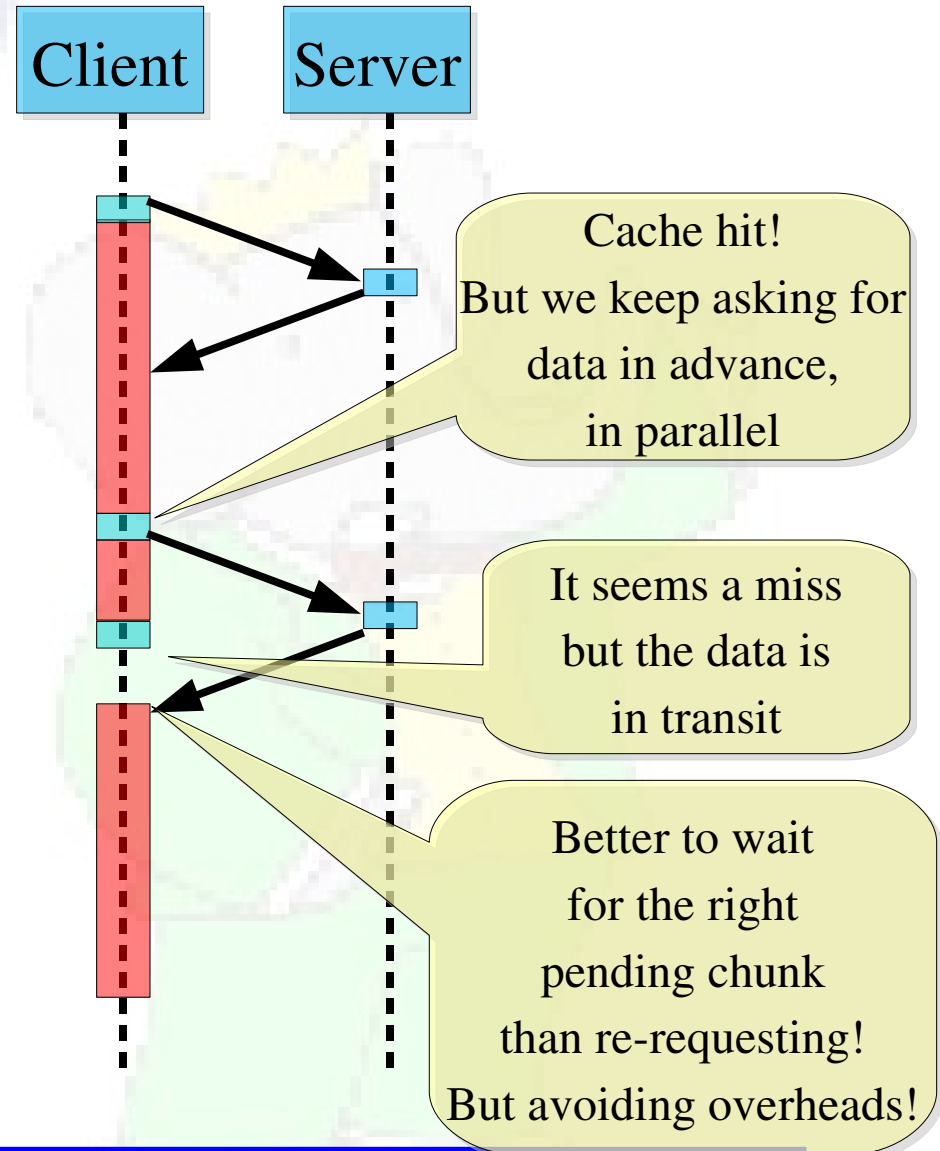 Client
Server
Cache hit!
But we keep asking for
data in advance,
in parallel
It seems a miss
but the data is
in transit
Better to wait
for the right
pending chunk
than re-requesting!
But avoiding overheads!